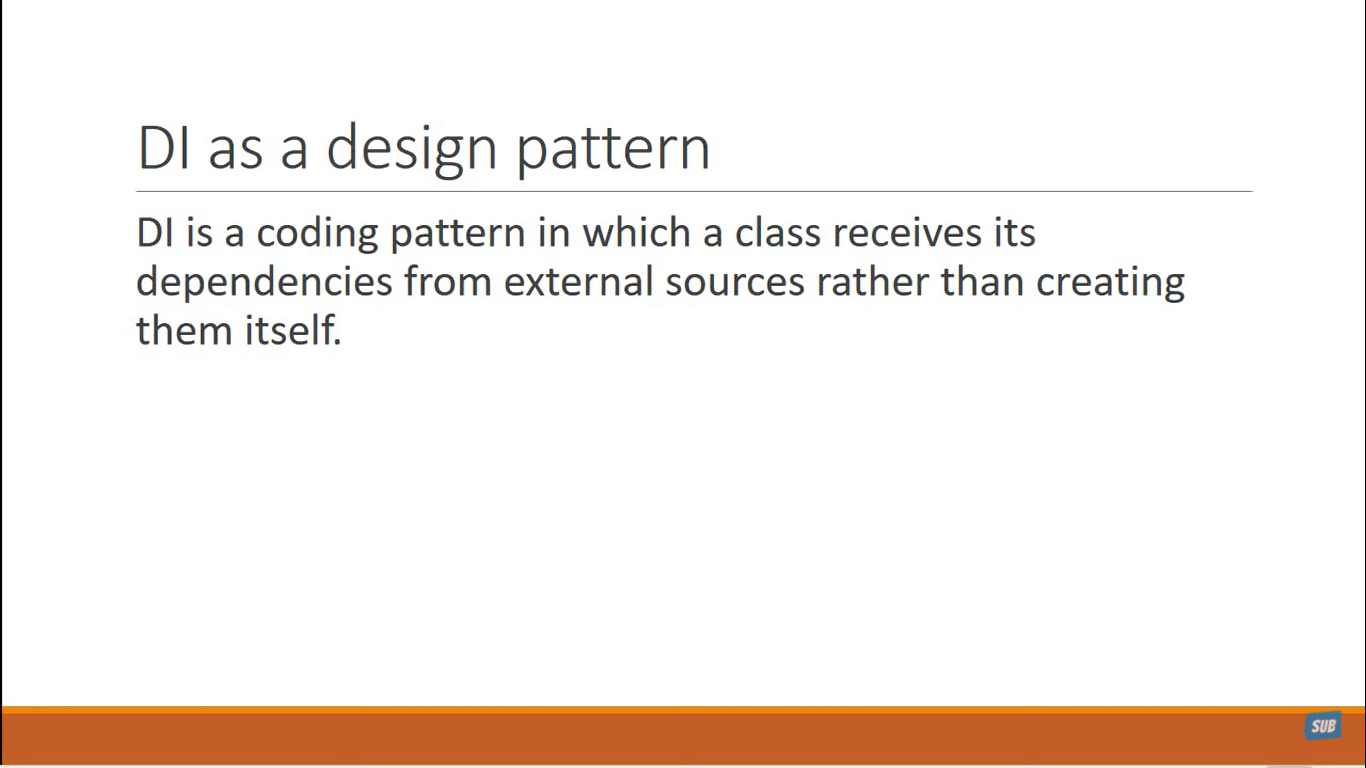 DI as a design pattern
DI is a coding pattern in which a class receives its
dependencies from external sources rather than creating
them itself.
SUB